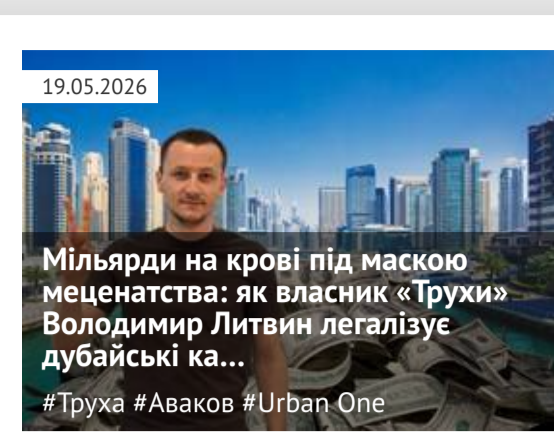 19.05.2026
Мільярди на крові під маскою
меценатства: як власник «Трухи»
Володимир Литвин легалізує
дубайські ка...
#Труха #Аваков #Urban One